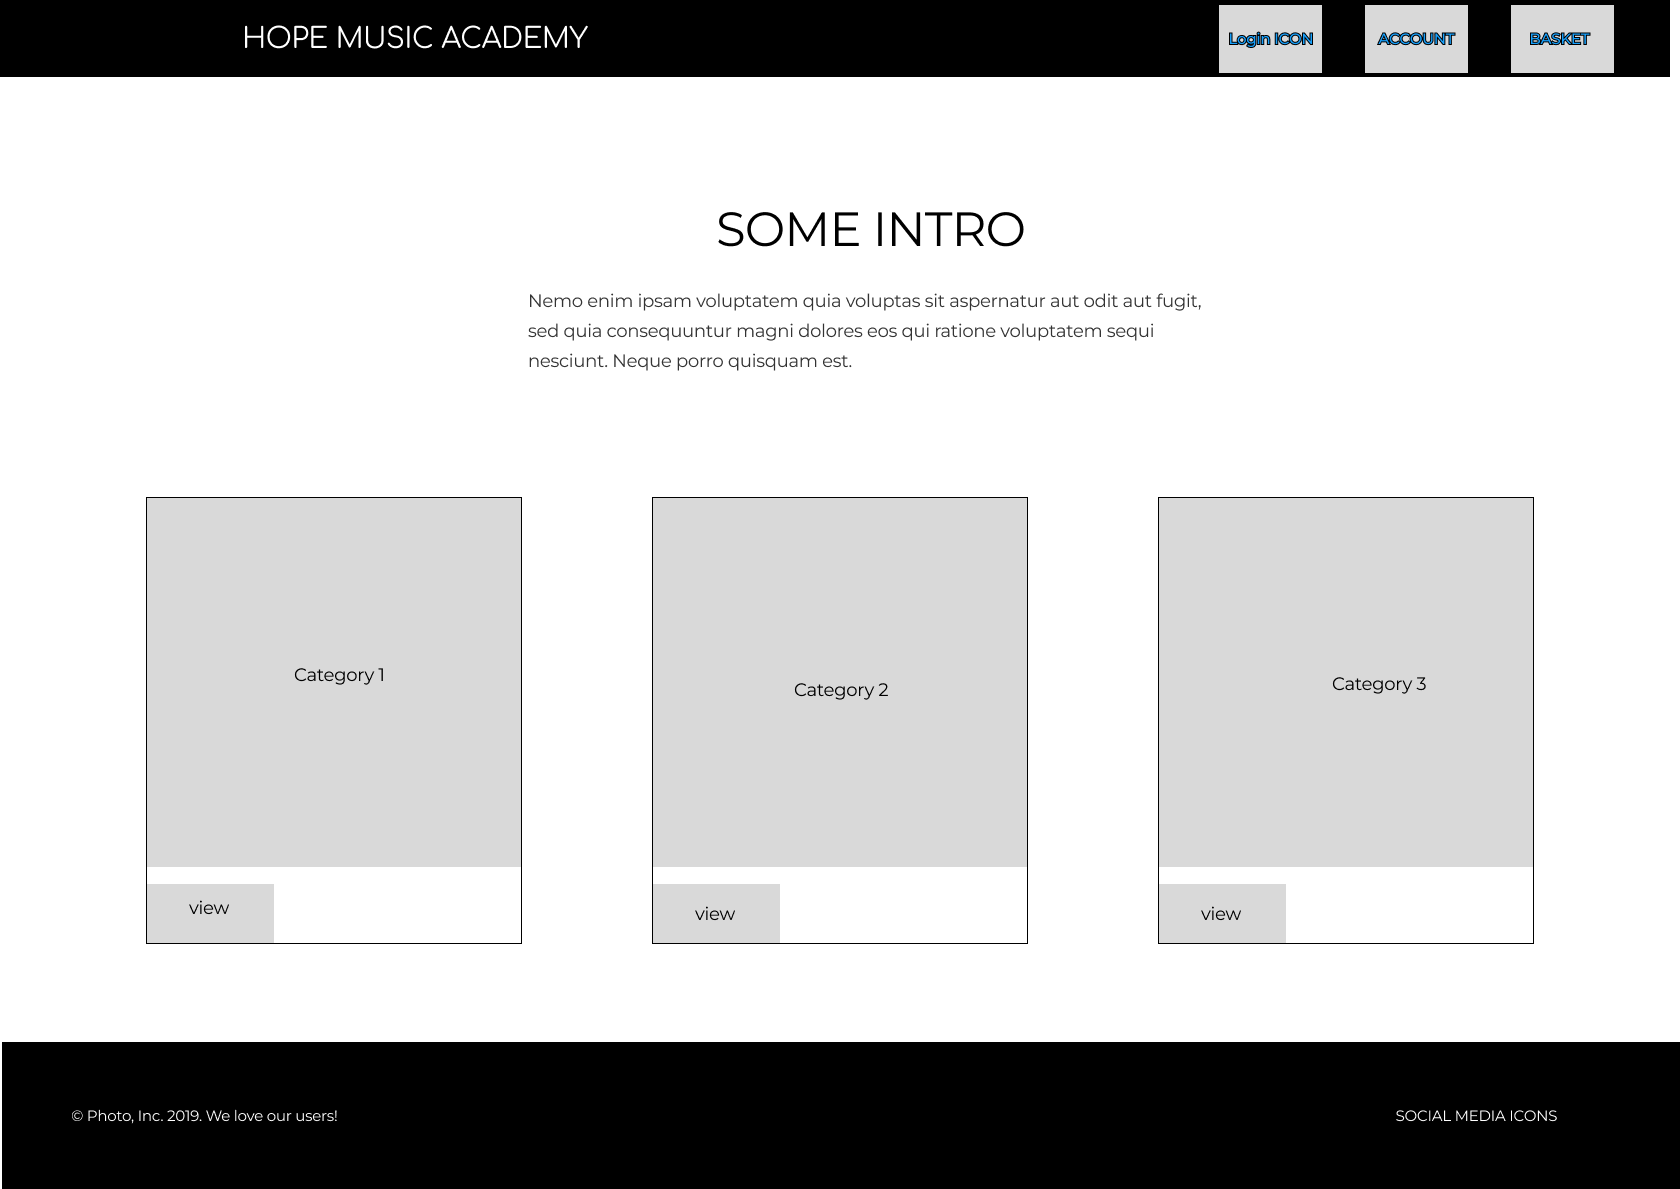 HOPE MUSIC ACADEMY
Login ICON
ACCOUNT
BASKET
SOME INTRO
Nemo enim ipsam voluptatem quia voluptas sit aspernatur aut odit aut fugit,
sed quia consequuntur magni dolores eos qui ratione voluptatem sequi
nesciunt. Neque porro quisquam est.
Category 1
Category 2
Category 3
view
view
view
© Photo, Inc. 2019. We love our users!
SOCIAL MEDIA ICONS